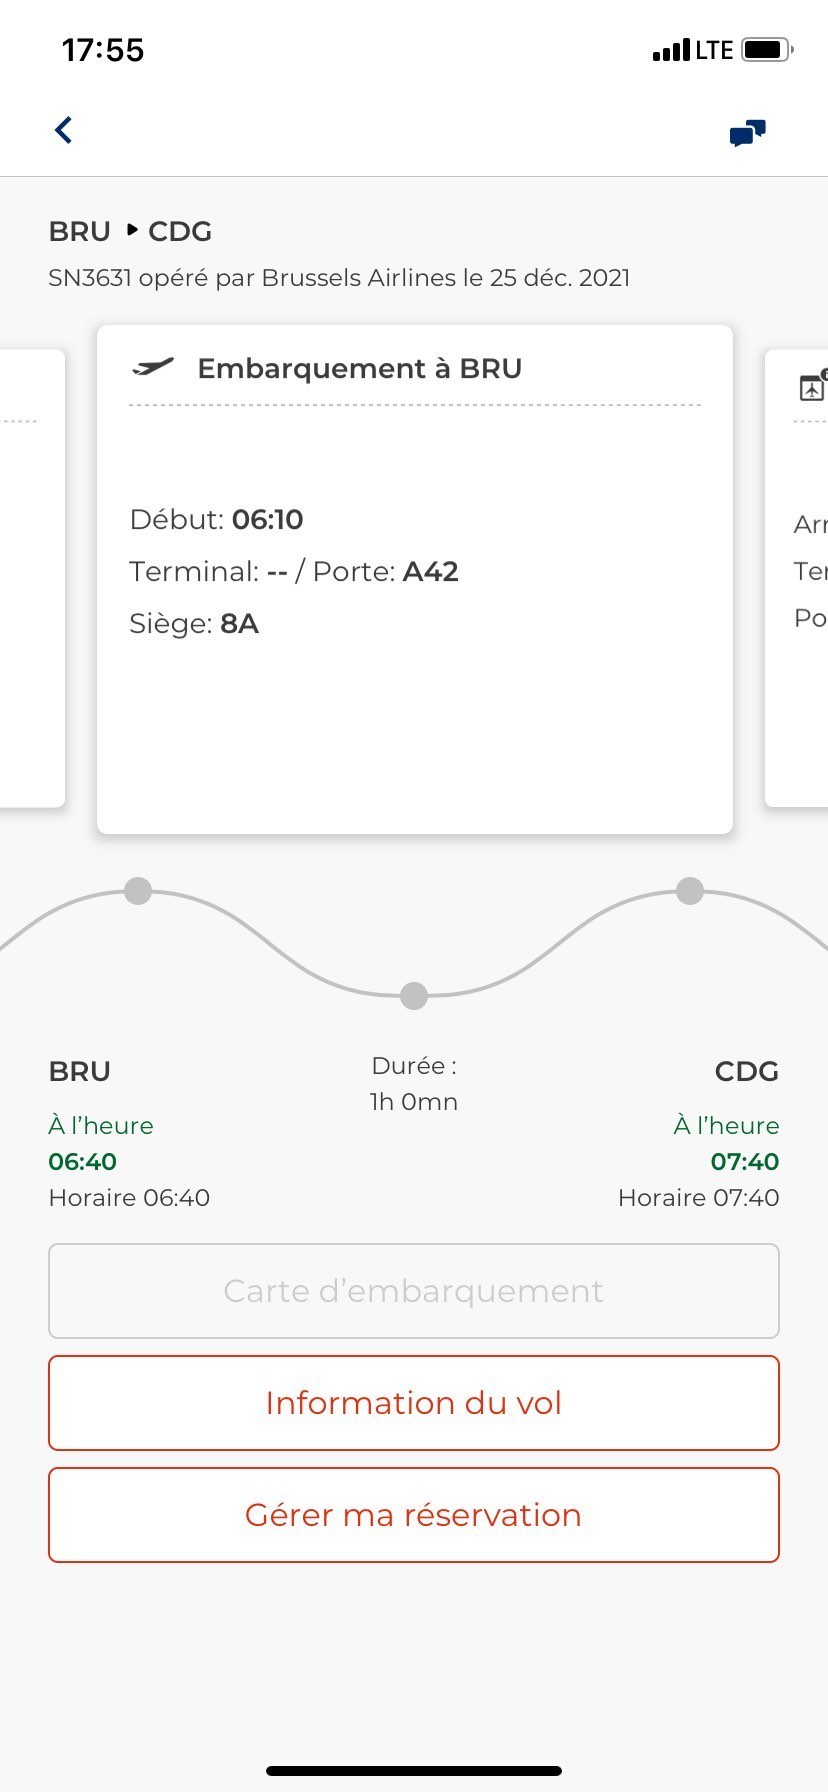 17:55
LTE
BRU ▸ CDG
SN3631 opéré par Brussels Airlines le 25 déc. 2021
Embarquement à BRU
Début: 06:10
Terminal: -- / Porte: A42
Siège: 8A
Arr
Ter
Po
BRU
Durée :
1h 0mn
CDG
À l’heure
06:40
Horaire 06:40
À l’heure
07:40
Horaire 07:40
Carte d’embarquement
Information du vol
Gérer ma réservation